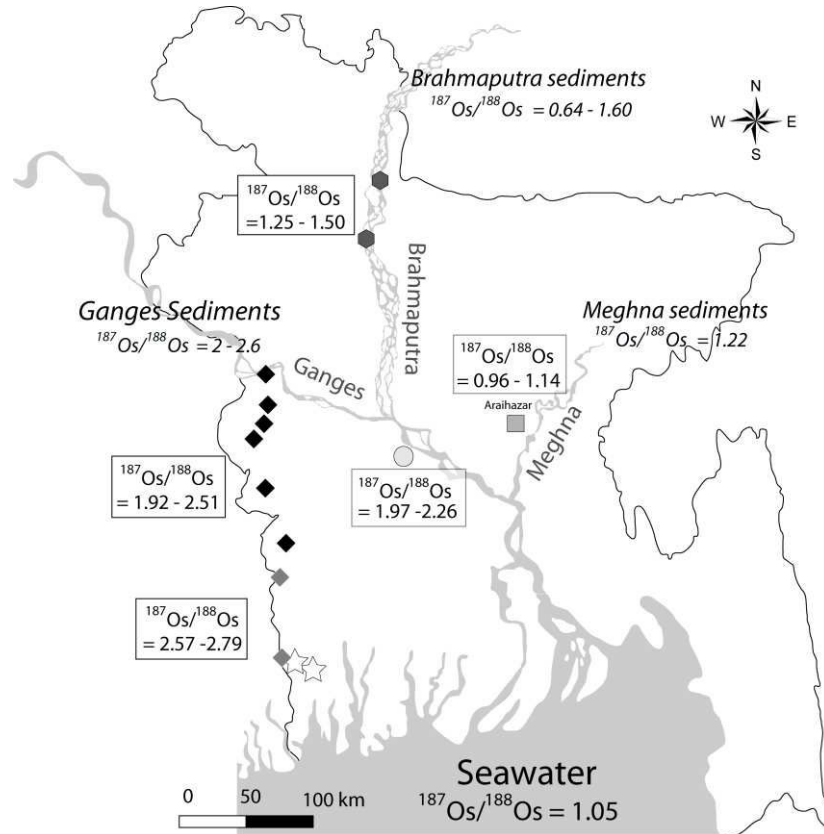 Brahmaputra sediments
¹⁸⁷Os/¹⁸⁸Os = 0.64 - 1.60
N
W E
S
¹⁸⁷Os/¹⁸⁸Os
=1.25 - 1.50
Brahmaputra
Ganges Sediments
¹⁸⁷Os/¹⁸⁸Os = 2 - 2.6
Meghna sediments
¹⁸⁷Os/¹⁸⁸Os = 1.22
Ganges
¹⁸⁷Os/¹⁸⁸Os
= 0.96 - 1.14
Araihazar
Meghna
¹⁸⁷Os/¹⁸⁸Os
= 1.92 - 2.51
¹⁸⁷Os/¹⁸⁸Os
= 1.97 -2.26
¹⁸⁷Os/¹⁸⁸Os
= 2.57 -2.79
Seawater
¹⁸⁷Os/¹⁸⁸Os = 1.05
0 50 100 km